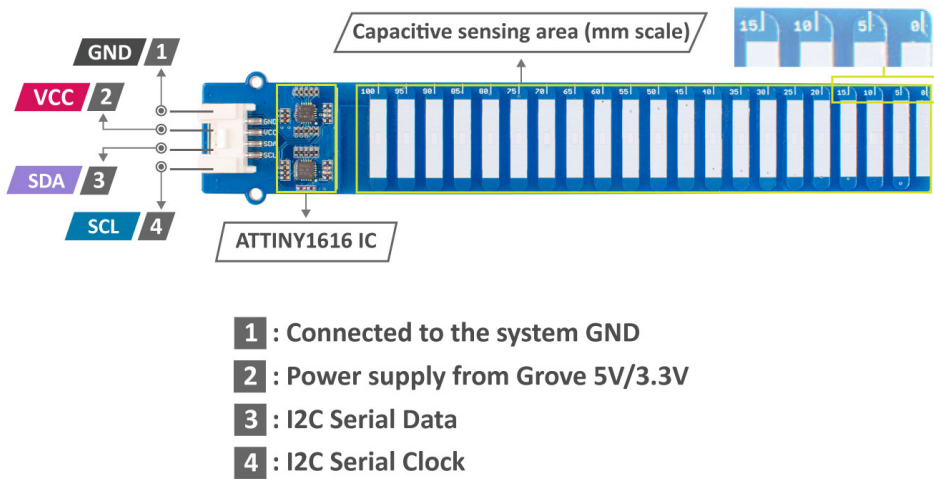 GND 1
VCC 2
SDA 3
SCL 4
Capacitive sensing area (mm scale)
15 10 5 0
GND
VCC
SDA
SCL
100 95 90 85 80 75 70 65 60 55 50 45 40 35 30 25 20 15 10 5 0
ATTINY1616 IC
1 : Connected to the system GND
2 : Power supply from Grove 5V/3.3V
3 : I2C Serial Data
4 : I2C Serial Clock